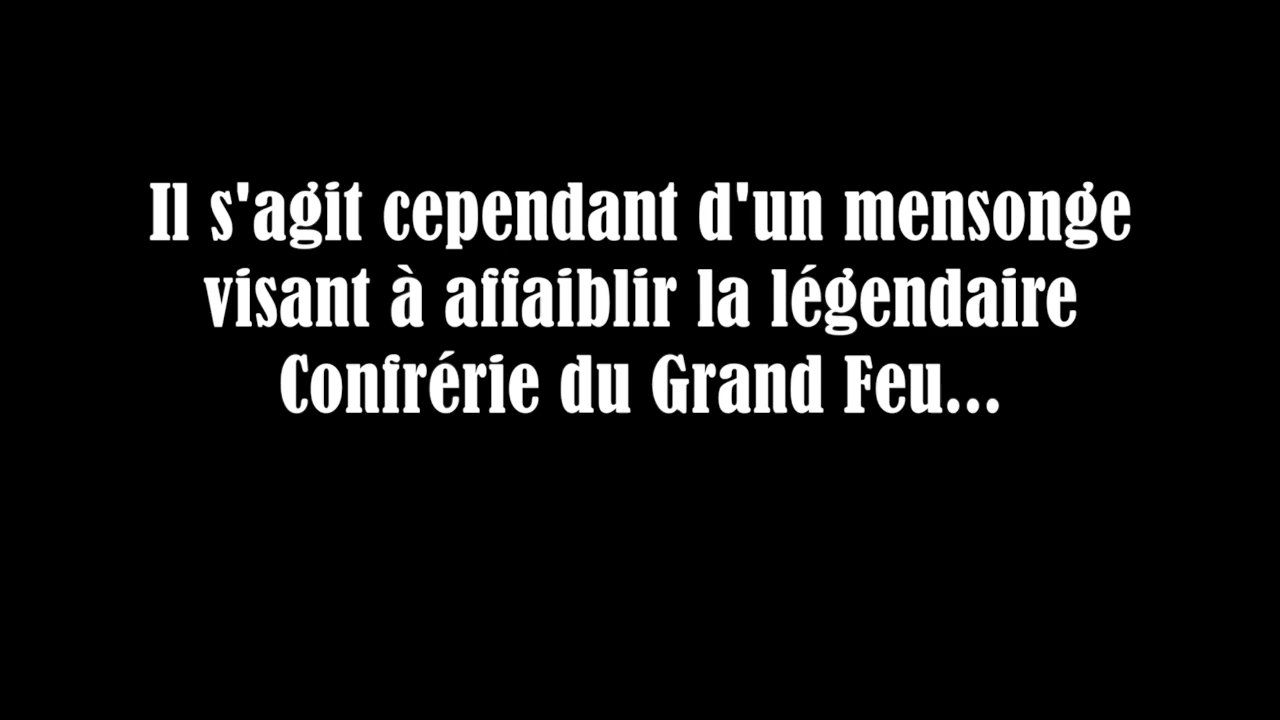 Il s'agit cependant d'un mensonge
visant à affaiblir la légendaire
Confrérie du Grand Feu...